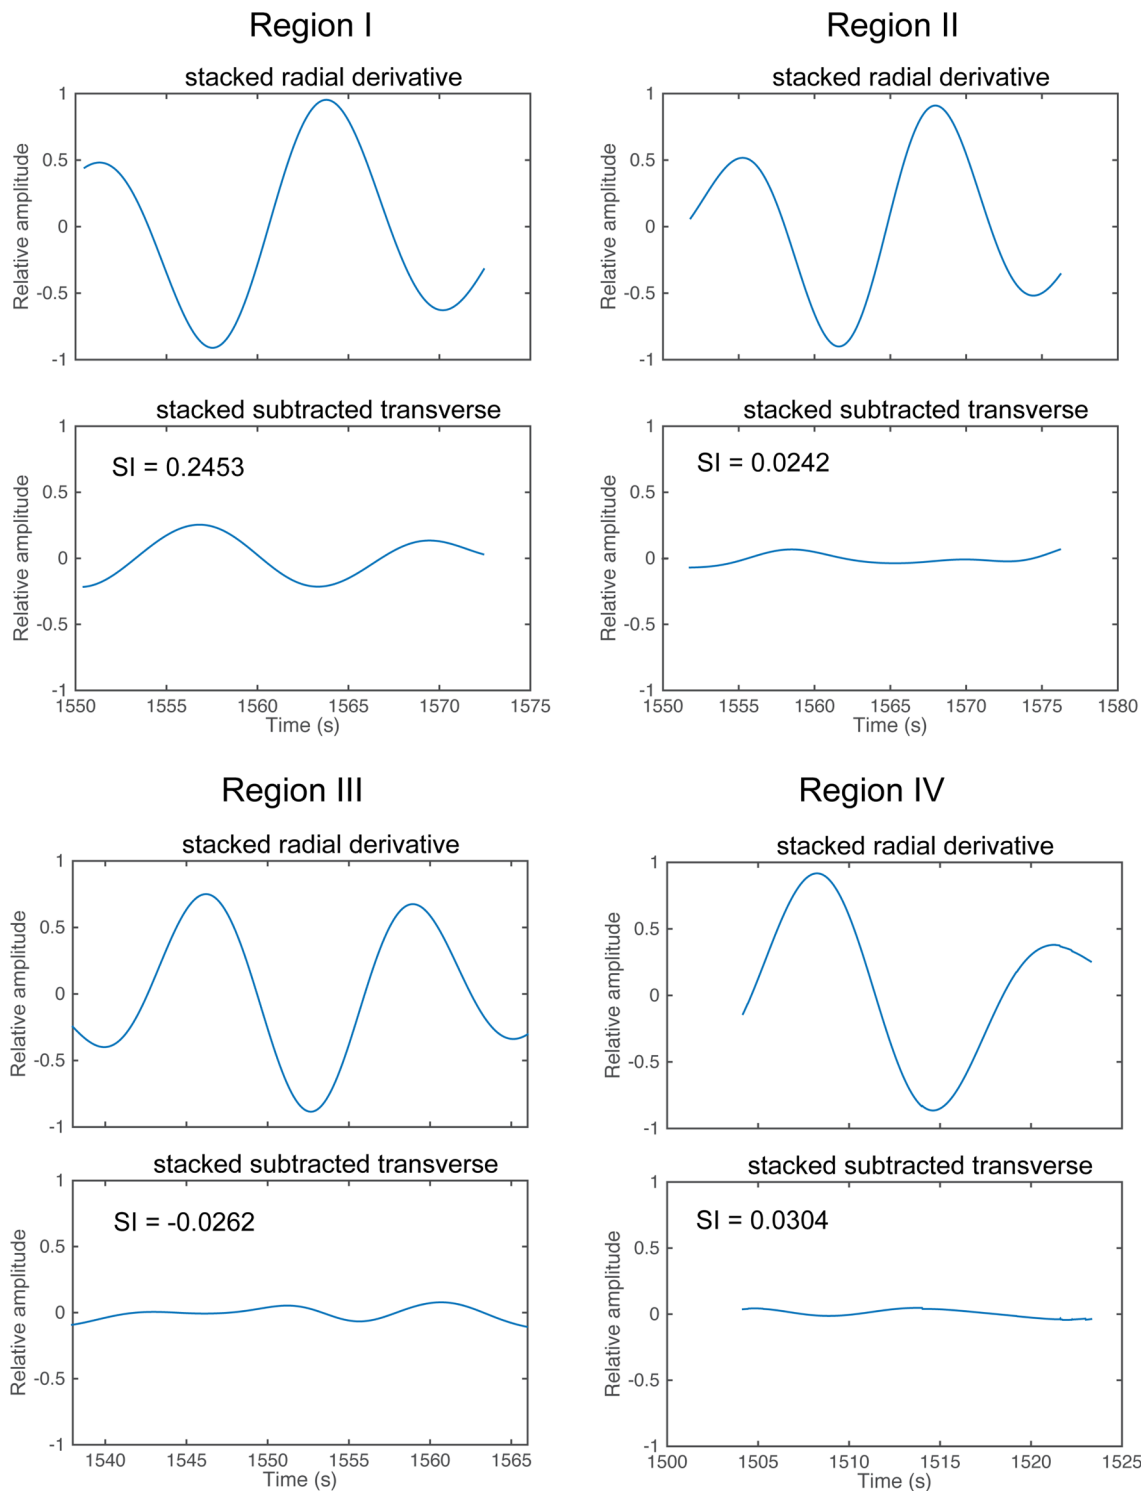 Region I
stacked radial derivative
1
0.5
0
-0.5
-1
Relative amplitude
stacked subtracted transverse
SI = 0.2453
1
0.5
0
-0.5
-1
Relative amplitude
1550 1555 1560 1565 1570 1575
Time (s)
Region II
stacked radial derivative
1
0.5
0
-0.5
-1
Relative amplitude
stacked subtracted transverse
SI = 0.0242
1
0.5
0
-0.5
-1
Relative amplitude
1550 1555 1560 1565 1570 1575 1580
Time (s)
Region III
stacked radial derivative
1
0.5
0
-0.5
-1
Relative amplitude
stacked subtracted transverse
SI = -0.0262
1
0.5
0
-0.5
-1
Relative amplitude
1540 1545 1550 1555 1560 1565
Time (s)
Region IV
stacked radial derivative
1
0.5
0
-0.5
-1
Relative amplitude
stacked subtracted transverse
SI = 0.0304
1
0.5
0
-0.5
-1
Relative amplitude
1500 1505 1510 1515 1520 1525
Time (s)